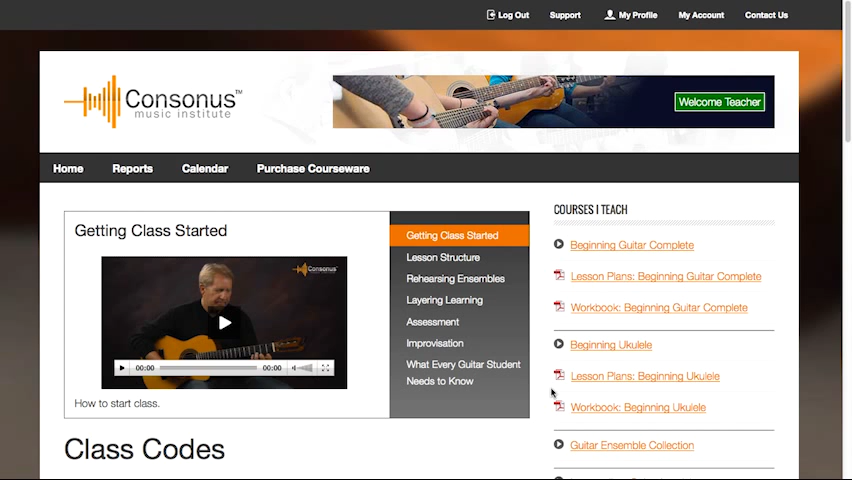 Log Out
Support
My Profile
My Account
Contact Us
Consonus™
music institute
Welcome Teacher
Home
Reports
Calendar
Purchase Courseware
Getting Class Started
Consonus
00:00
00:00
How to start class.
Getting Class Started
Lesson Structure
Rehearsing Ensembles
Layering Learning
Assessment
Improvisation
What Every Guitar Student
Needs to Know
Class Codes
COURSES I TEACH
Beginning Guitar Complete
Lesson Plans: Beginning Guitar Complete
Workbook: Beginning Guitar Complete
Beginning Ukulele
Lesson Plans: Beginning Ukulele
Workbook: Beginning Ukulele
Guitar Ensemble Collection